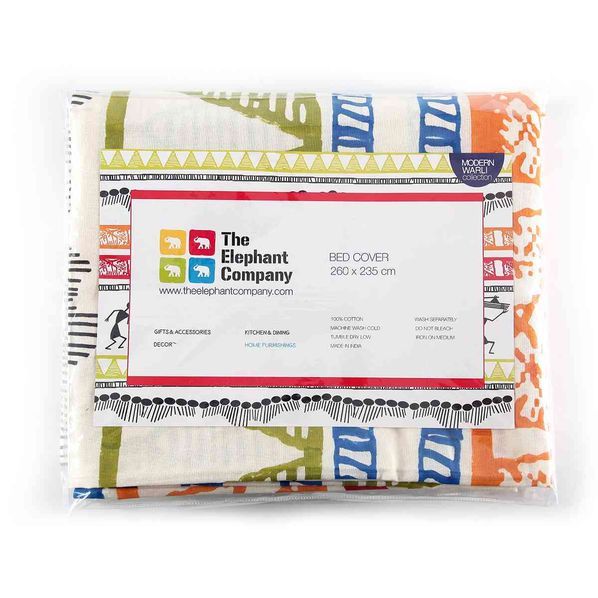 MODERN
WARLI
collection
The
Elephant
Company
www.theelephantcompany.com
BED COVER
260 x 235 cm
GIFTS & ACCESSORIES
KITCHEN & DINING
DECOR™
HOME FURNISHINGS
100% COTTON
MACHINE WASH COLD
TUMBLE DRY LOW
MADE IN INDIA
WASH SEPARATELY
DO NOT BLEACH
IRON ON MEDIUM